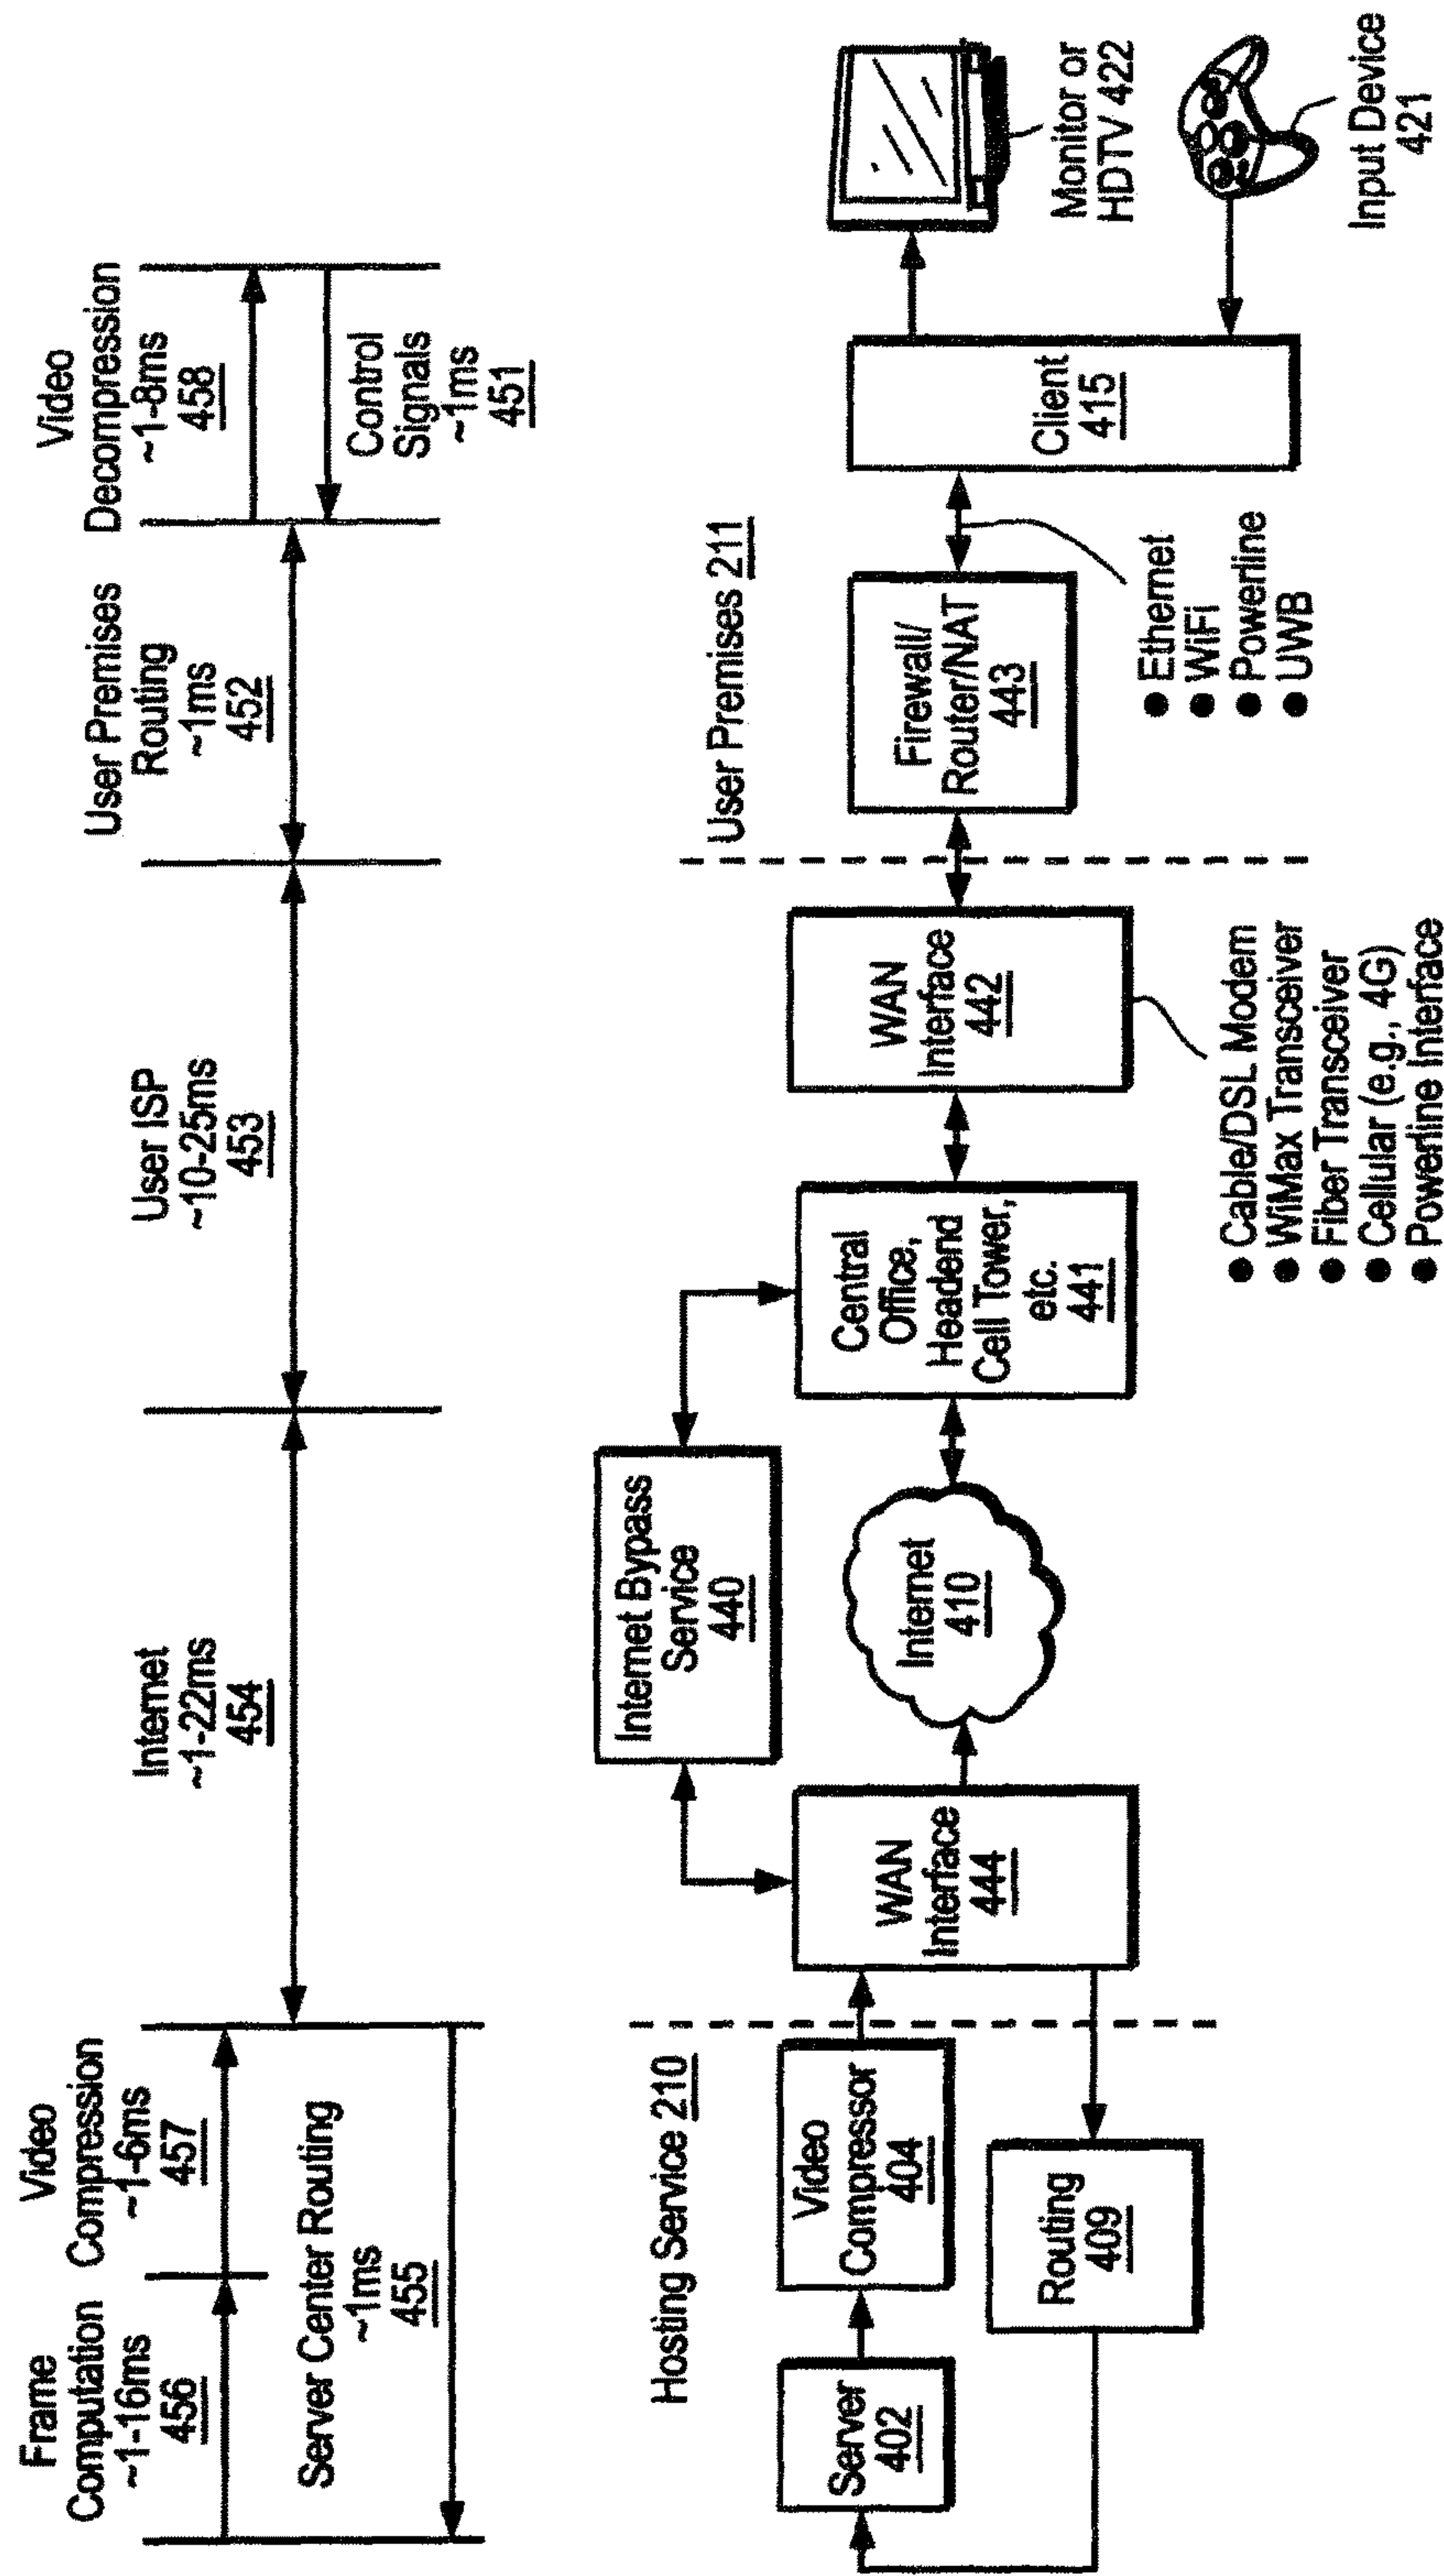 Frame
Computation
~1-16ms
456
Video
Compression
~1-6ms
457
Server Center Routing
~1ms
455
Internet
~1-22ms
454
User ISP
~10-25ms
453
User Premises
Routing
~1ms
452
Video
Decompression
~1-8ms
458
Control
Signals
~1ms
451
Hosting Service 210
Server
402
Video
Compressor
404
Routing
409
WAN
Interface
444
Internet Bypass
Service
440
Internet
410
Central
Office,
Headend
Cell Tower,
etc.
441
WAN
Interface
442
● Cable/DSL Modem
● WiMax Transceiver
● Fiber Transceiver
● Cellular (e.g., 4G)
● Powerline Interface
User Premises 211
Firewall/
Router/NAT
443
● Ethernet
● WiFi
● Powerline
● UWB
Client
415
Monitor or
HDTV 422
Input Device
421